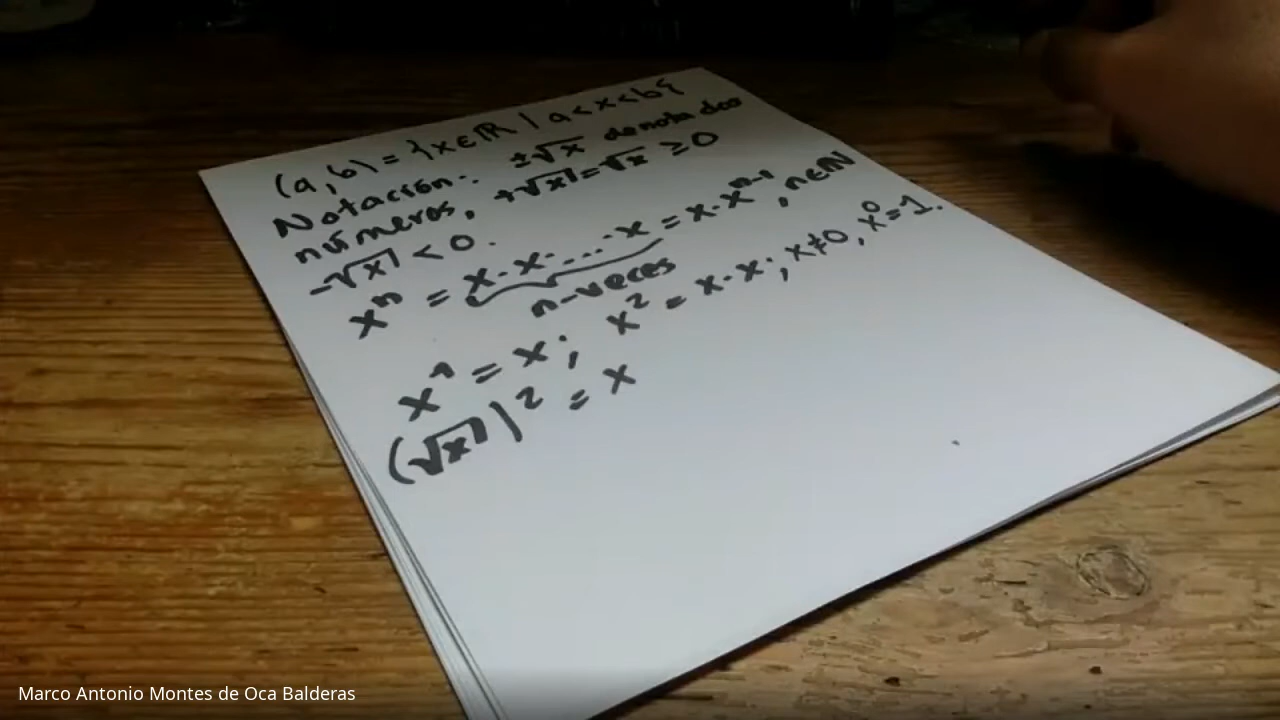 (a,b) = {x∈ℝ | a < x < b}
Notación: ±√x denota dos
números, +√x = √x ≥ 0
-√x < 0.
xⁿ = x·x·....·x = x·xⁿ⁻¹, n∈ℕ
n-veces
x¹ = x; x² = x·x; x≠0, x⁰=1.
(√x)² = x
Marco Antonio Montes de Oca Balderas